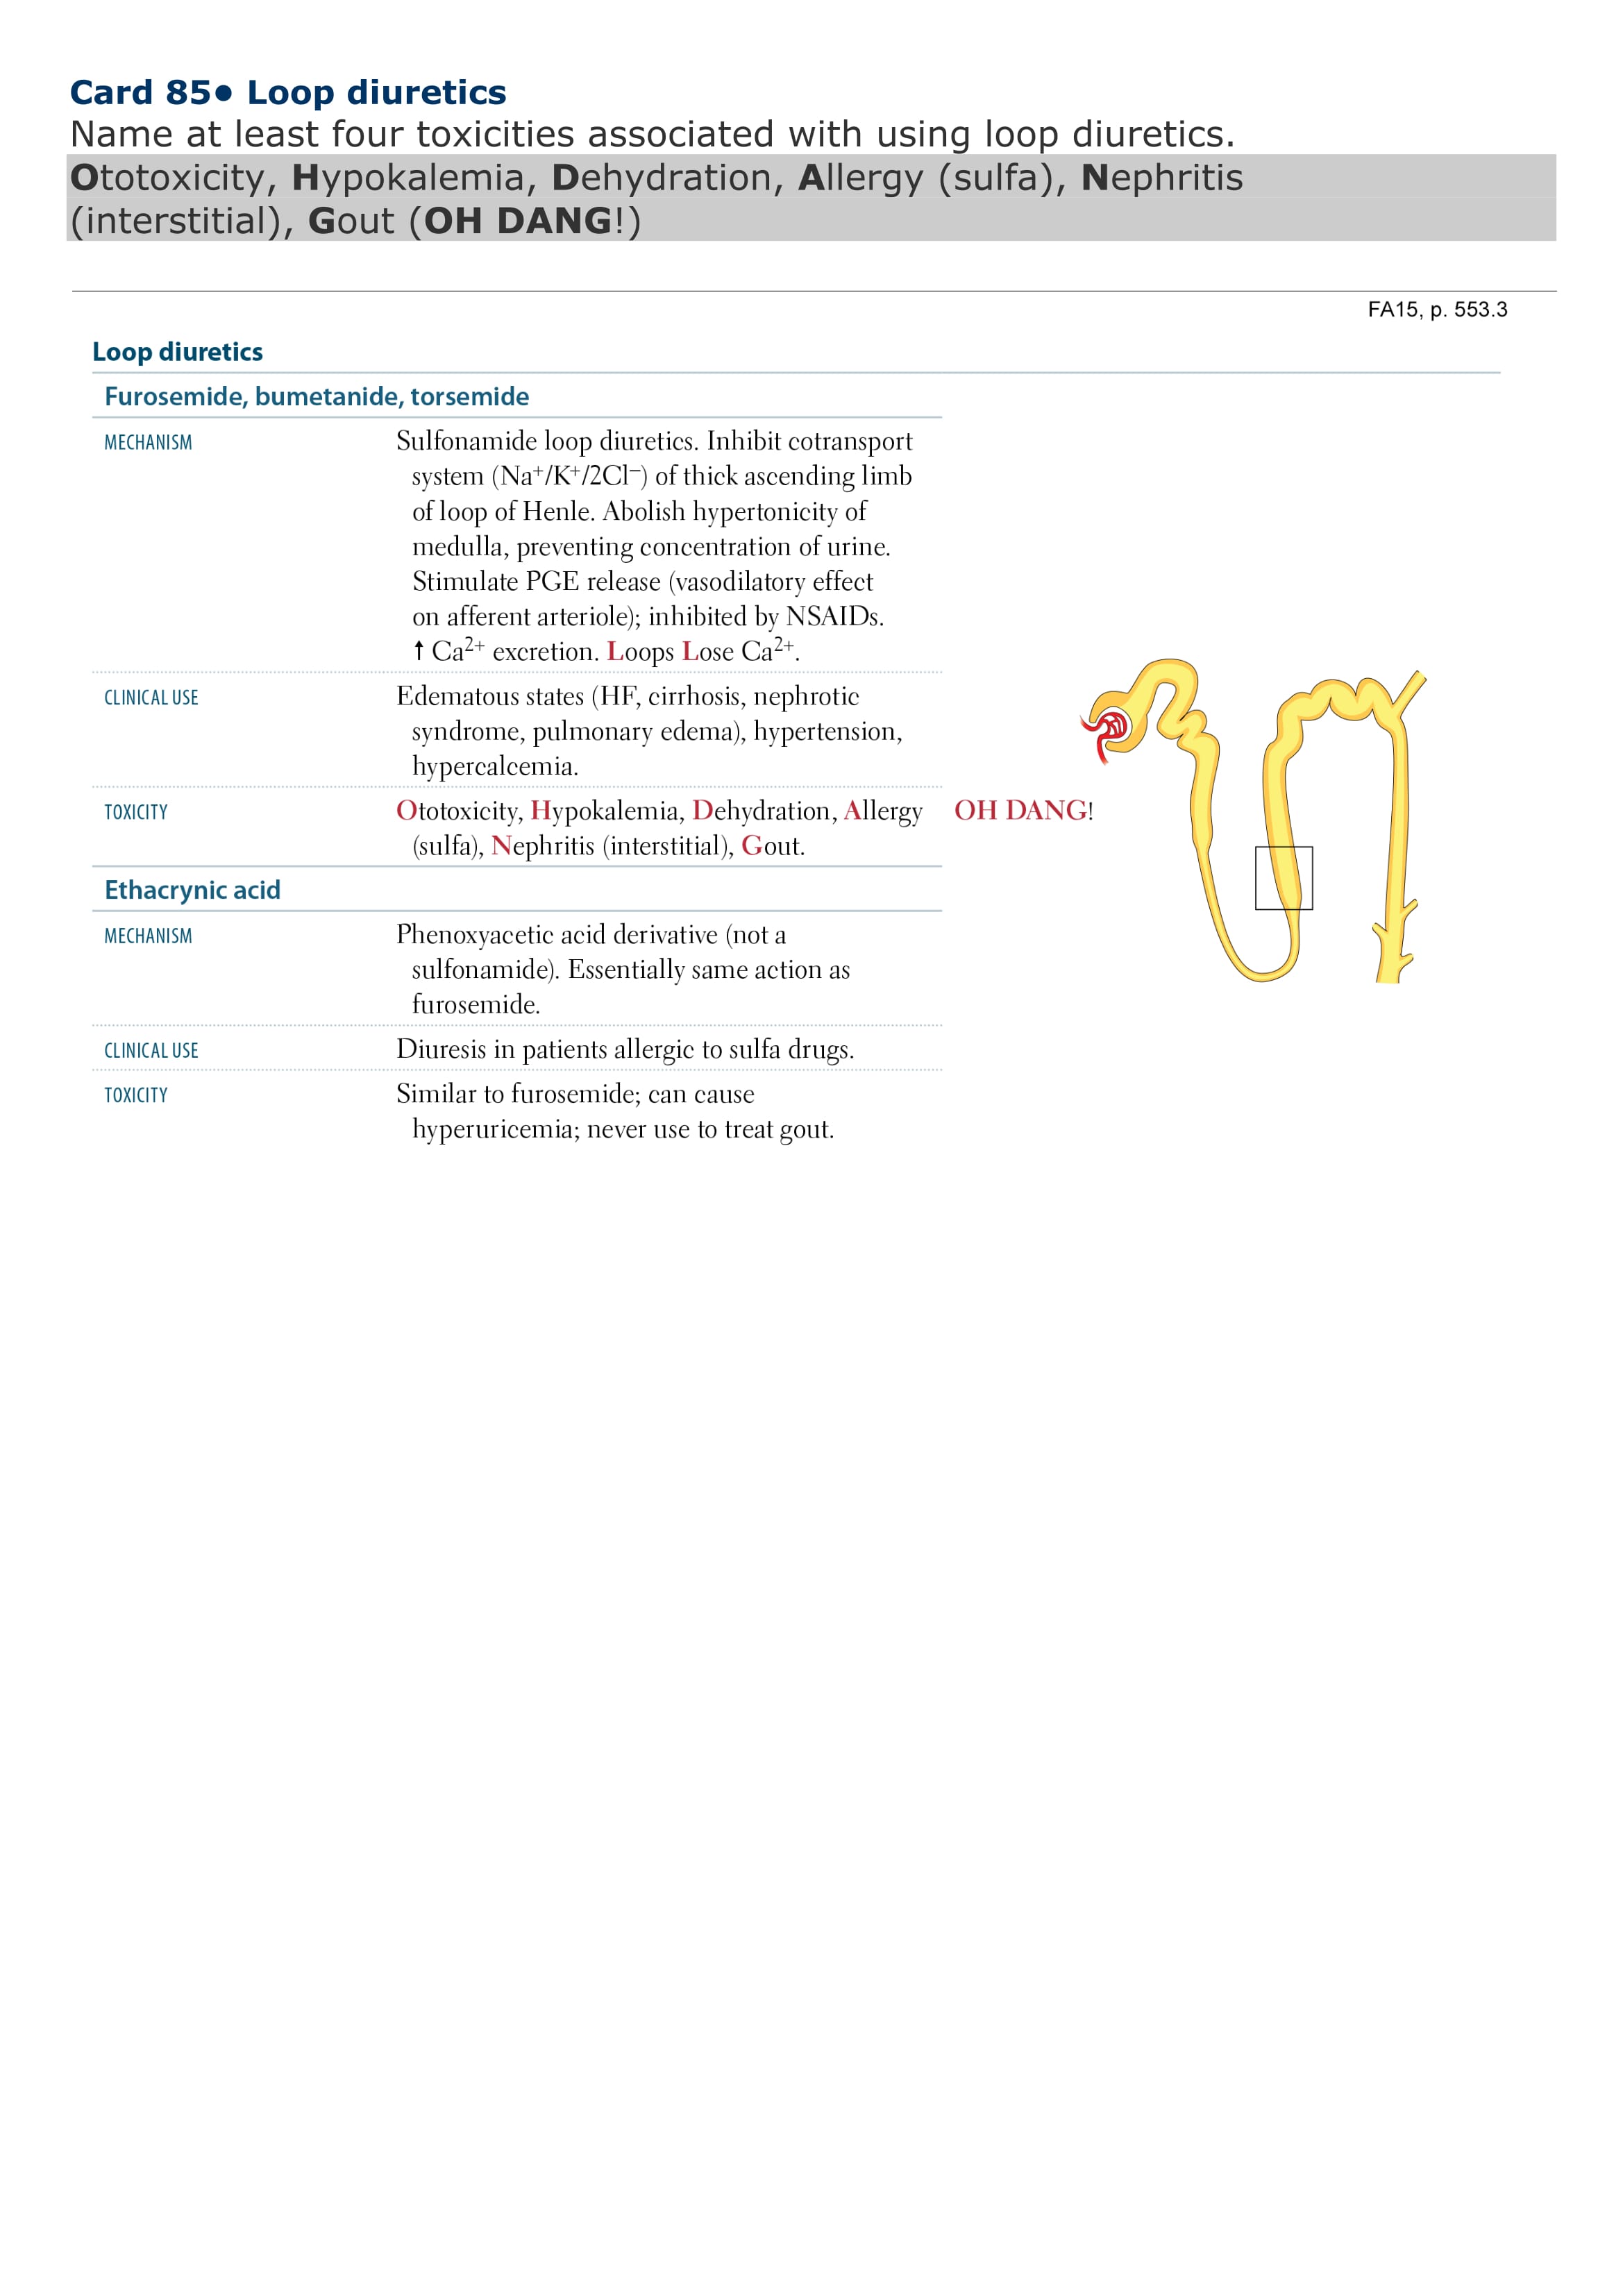 Card 85• Loop diuretics
Name at least four toxicities associated with using loop diuretics.
Ototoxicity, Hypokalemia, Dehydration, Allergy (sulfa), Nephritis
(interstitial), Gout (OH DANG!)
FA15, p. 553.3
Loop diuretics
Furosemide, bumetanide, torsemide
MECHANISM Sulfonamide loop diuretics. Inhibit cotransport
system (Na⁺/K⁺/2Cl⁻) of thick ascending limb
of loop of Henle. Abolish hypertonicity of
medulla, preventing concentration of urine.
Stimulate PGE release (vasodilatory effect
on afferent arteriole); inhibited by NSAIDs.
↑ Ca²⁺ excretion. Loops Lose Ca²⁺.
CLINICAL USE Edematous states (HF, cirrhosis, nephrotic
syndrome, pulmonary edema), hypertension,
hypercalcemia.
TOXICITY Ototoxicity, Hypokalemia, Dehydration, Allergy OH DANG!
(sulfa), Nephritis (interstitial), Gout.
Ethacrynic acid
MECHANISM Phenoxyacetic acid derivative (not a
sulfonamide). Essentially same action as
furosemide.
CLINICAL USE Diuresis in patients allergic to sulfa drugs.
TOXICITY Similar to furosemide; can cause
hyperuricemia; never use to treat gout.